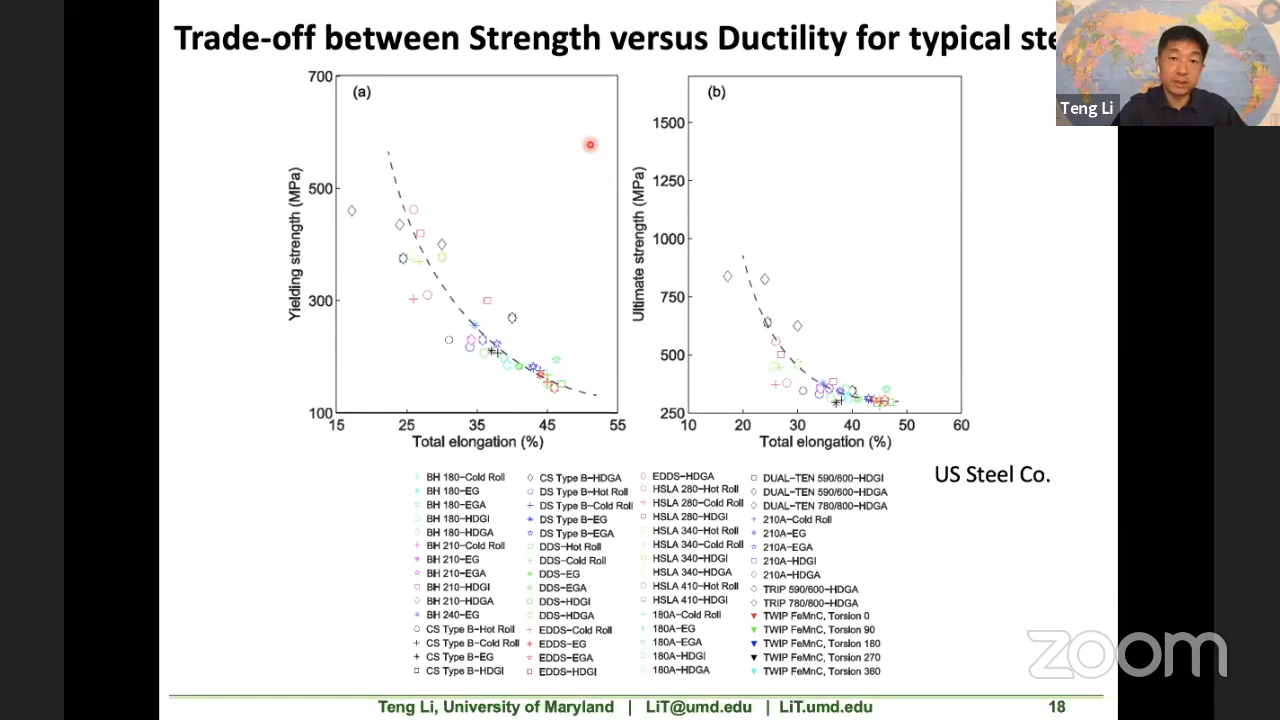 Trade-off between Strength versus Ductility for typical ste
Teng Li
(a)
700
500
300
100
15
25
35
45
55
Yielding strength (MPa)
Total elongation (%)
(b)
1500
1250
1000
750
500
250
10
20
30
40
50
60
Ultimate strength (MPa)
Total elongation (%)
US Steel Co.
BH 180-Cold Roll
BH 180-EG
BH 180-EGA
BH 180-HDGI
BH 180-HDGA
BH 210-Cold Roll
BH 210-EG
BH 210-EGA
BH 210-HDGI
BH 210-HDGA
BH 240-EG
CS Type B-Hot Roll
CS Type B-Cold Roll
CS Type B-EG
CS Type B-HDGI
CS Type B-HDGA
DS Type B-Hot Roll
DS Type B-Cold Roll
DS Type B-EG
DS Type B-EGA
DDS-Hot Roll
DDS-Cold Roll
DDS-EG
DDS-EGA
DDS-HDGI
DDS-HDGA
EDDS-Cold Roll
EDDS-EG
EDDS-EGA
EDDS-HDGI
EDDS-HDGA
HSLA 280-Hot Roll
HSLA 280-Cold Roll
HSLA 280-HDGI
HSLA 340-Hot Roll
HSLA 340-Cold Roll
HSLA 340-HDGI
HSLA 340-HDGA
HSLA 410-Hot Roll
HSLA 410-HDGI
180A-Cold Roll
180A-EG
180A-EGA
180A-HDGI
180A-HDGA
DUAL-TEN 590/600-HDGI
DUAL-TEN 590/600-HDGA
DUAL-TEN 780/800-HDGA
210A-Cold Roll
210A-EG
210A-EGA
210A-HDGI
210A-HDGA
TRIP 590/600-HDGA
TRIP 780/800-HDGA
TWIP FeMnC, Torsion 0
TWIP FeMnC, Torsion 90
TWIP FeMnC, Torsion 180
TWIP FeMnC, Torsion 270
TWIP FeMnC, Torsion 360
zoom
Teng Li, University of Maryland | LiT@umd.edu | LiT.umd.edu 18